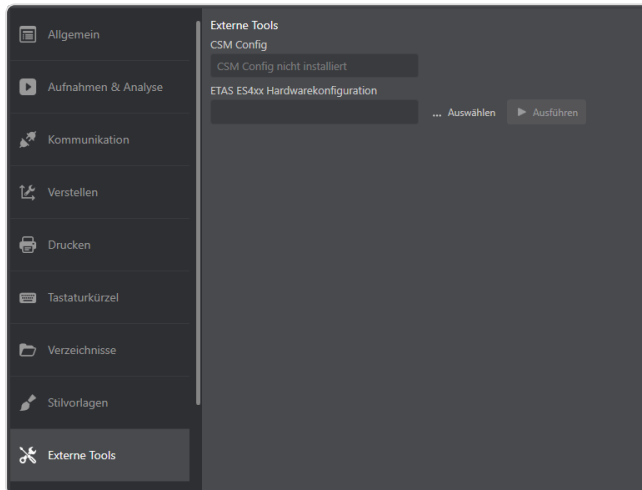 Allgemein
Aufnahmen & Analyse
Kommunikation
Verstellen
Drucken
Tastaturkürzel
Verzeichnisse
Stilvorlagen
Externe Tools
Externe Tools
CSM Config
CSM Config nicht installiert
ETAS ES4xx Hardwarekonfiguration
... Auswählen Ausführen